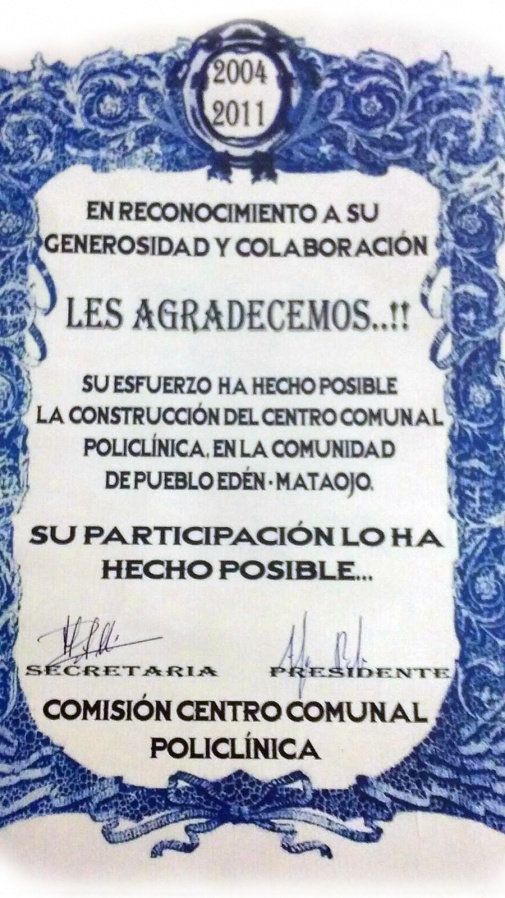 2004
2011
EN RECONOCIMIENTO A SU
GENEROSIDAD Y COLABORACIÓN
LES AGRADECEMOS..!!
SU ESFUERZO HA HECHO POSIBLE
LA CONSTRUCCIÓN DEL CENTRO COMUNAL
POLICLÍNICA, EN LA COMUNIDAD
DE PUEBLO EDÉN - MATAOJO.
SU PARTICIPACIÓN LO HA
HECHO POSIBLE...
SECRETARIA PRESIDENTE
COMISIÓN CENTRO COMUNAL
POLICLÍNICA